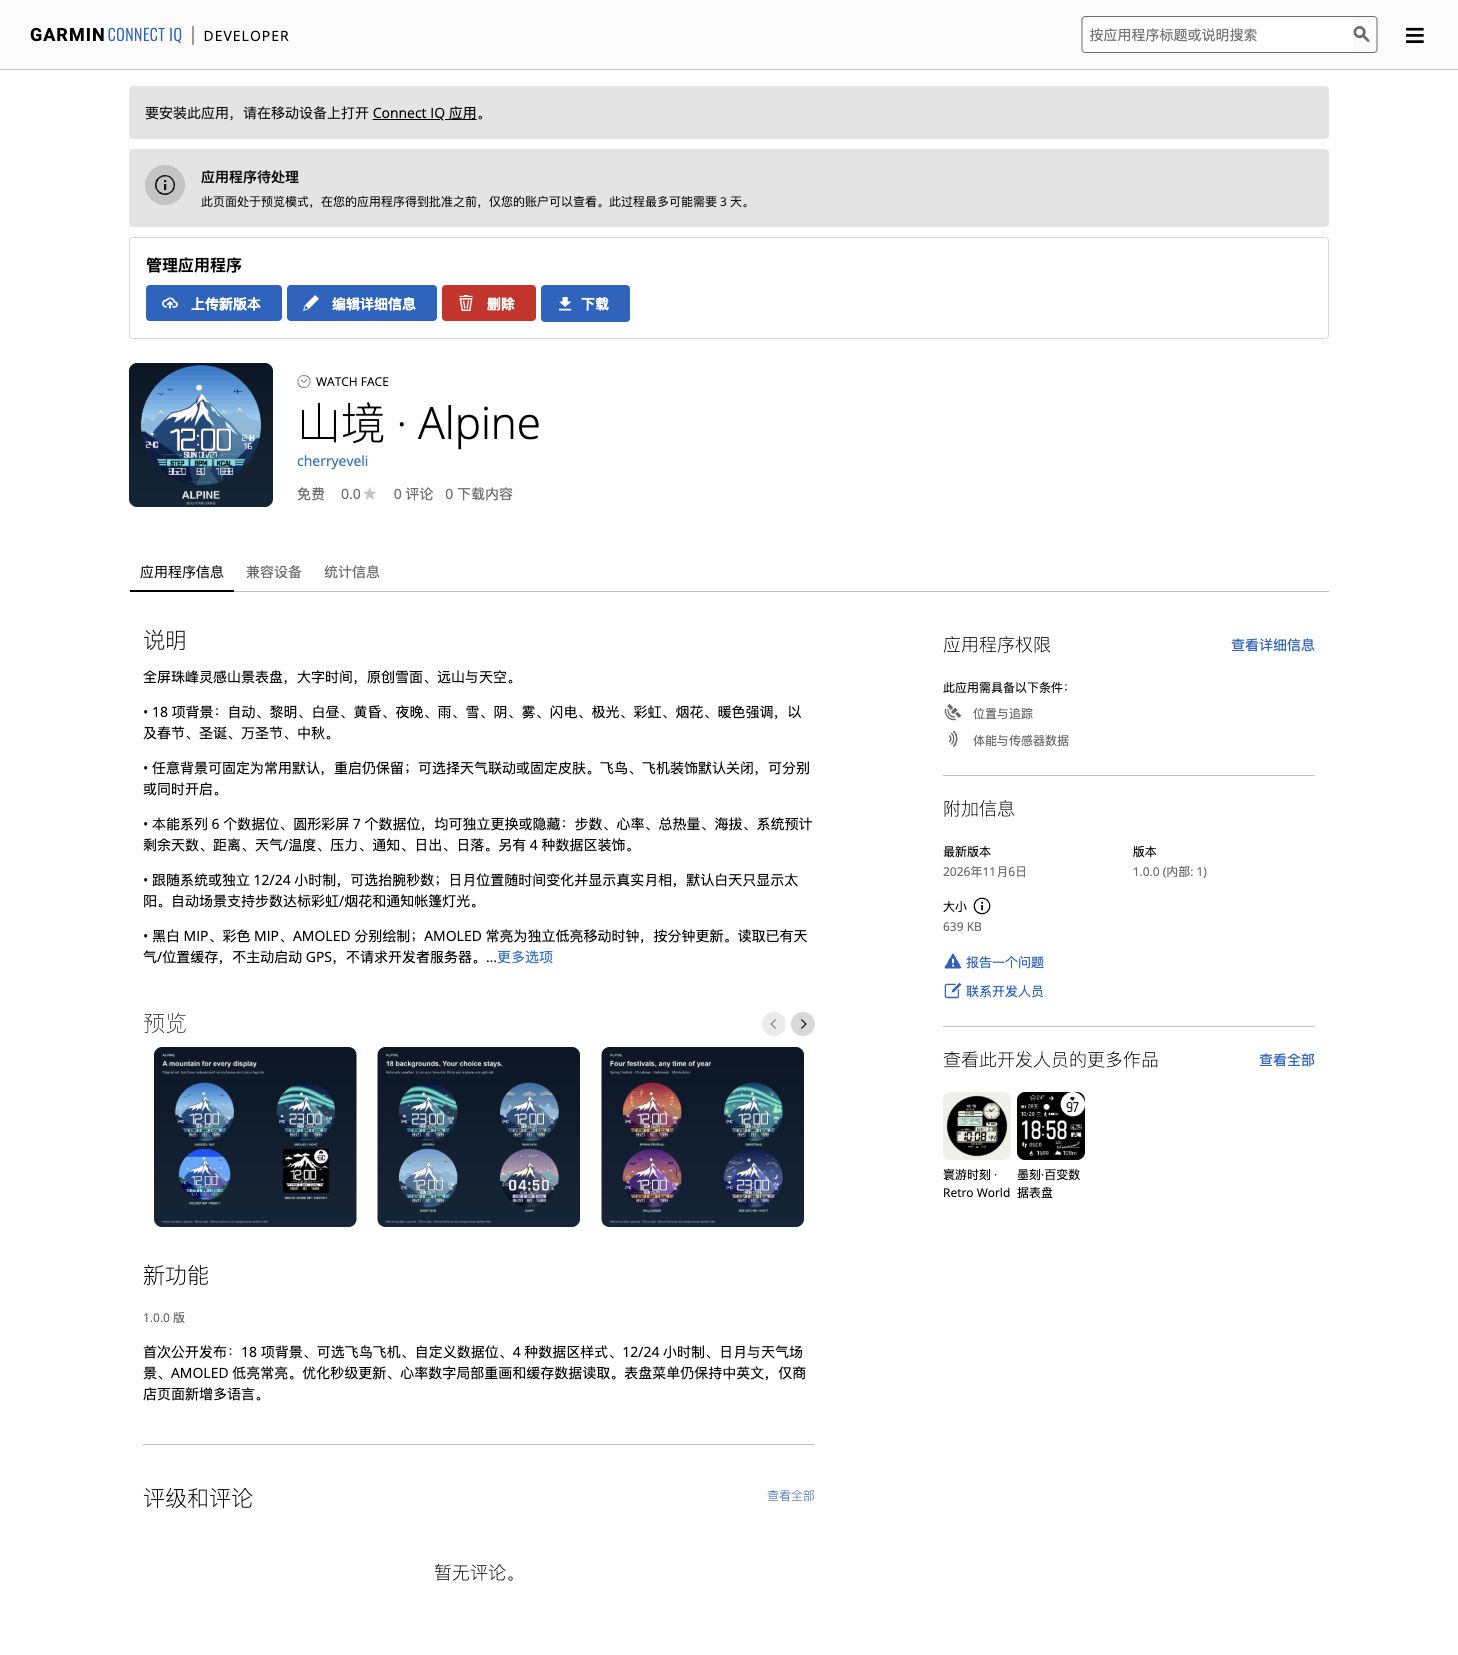 GARMIN CONNECT IQ | DEVELOPER
按应用程序标题或说明搜索
要安装此应用，请在移动设备上打开 Connect IQ 应用。
应用程序待处理
此页面处于预览模式，在您的应用程序得到批准之前，仅您的账户可以查看。此过程最多可能需要 3 天。
管理应用程序
上传新版本
编辑详细信息
删除
下载
12:00
SUN 06/21
STEP BPM KCAL
ALPINE
WATCH FACE
山境 · Alpine
cherryeveli
免费 0.0★ 0 评论 0 下载内容
应用程序信息 兼容设备 统计信息
说明
全屏珠峰灵感山景表盘，大字时间，原创雪面、远山与天空。
• 18 项背景：自动、黎明、白昼、黄昏、夜晚、雨、雪、阴、雾、闪电、极光、彩虹、烟花、暖色强调，以
及春节、圣诞、万圣节、中秋。
• 任意背景可固定为常用默认，重启仍保留；可选择天气联动或固定皮肤。飞鸟、飞机装饰默认关闭，可分别
或同时开启。
• 本能系列 6 个数据位、圆形彩屏 7 个数据位，均可独立更换或隐藏：步数、心率、总热量、海拔、系统预计
剩余天数、距离、天气/温度、压力、通知、日出、日落。另有 4 种数据区装饰。
• 跟随系统或独立 12/24 小时制，可选抬腕秒数；日月位置随时间变化并显示真实月相，默认白天只显示太
阳。自动场景支持步数达标彩虹/烟花和通知帐篷灯光。
• 黑白 MIP、彩色 MIP、AMOLED 分别绘制；AMOLED 常亮为独立低亮移动时钟，按分钟更新。读取已有天
气/位置缓存，不主动启动 GPS，不请求开发者服务器。...更多选项
预览
A mountain for every display
12:00
23:00
12:00
12:00
18 backgrounds. Your choice stays.
23:00
12:00
12:00
04:50
Four festivals, any time of year
12:00
12:00
12:00
23:00
新功能
1.0.0 版
首次公开发布：18 项背景、可选飞鸟飞机、自定义数据位、4 种数据区样式、12/24 小时制、日月与天气场
景、AMOLED 低亮常亮。优化秒级更新、心率数字局部重画和缓存数据读取。表盘菜单仍保持中英文，仅商
店页面新增多语言。
评级和评论
查看全部
暂无评论。
应用程序权限
查看详细信息
此应用需具备以下条件：
位置与追踪
体能与传感器数据
附加信息
最新版本
2026年11月6日
版本
1.0.0 (内部: 1)
大小
639 KB
报告一个问题
联系开发人员
查看此开发人员的更多作品
查看全部
10:08
97
18:58
寰游时刻 ·
Retro World
墨刻·百变数
据表盘